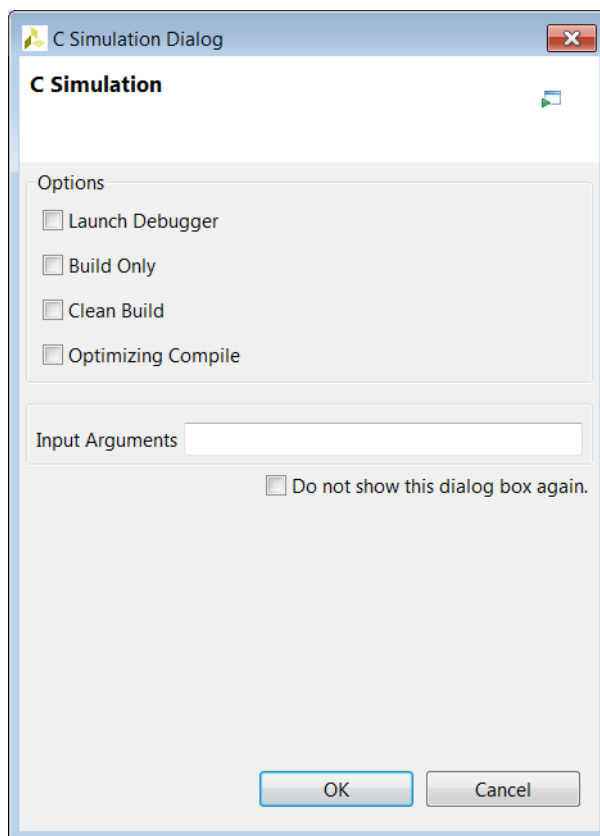 C Simulation Dialog
C Simulation
Options
Launch Debugger
Build Only
Clean Build
Optimizing Compile
Input Arguments
Do not show this dialog box again.
OK
Cancel